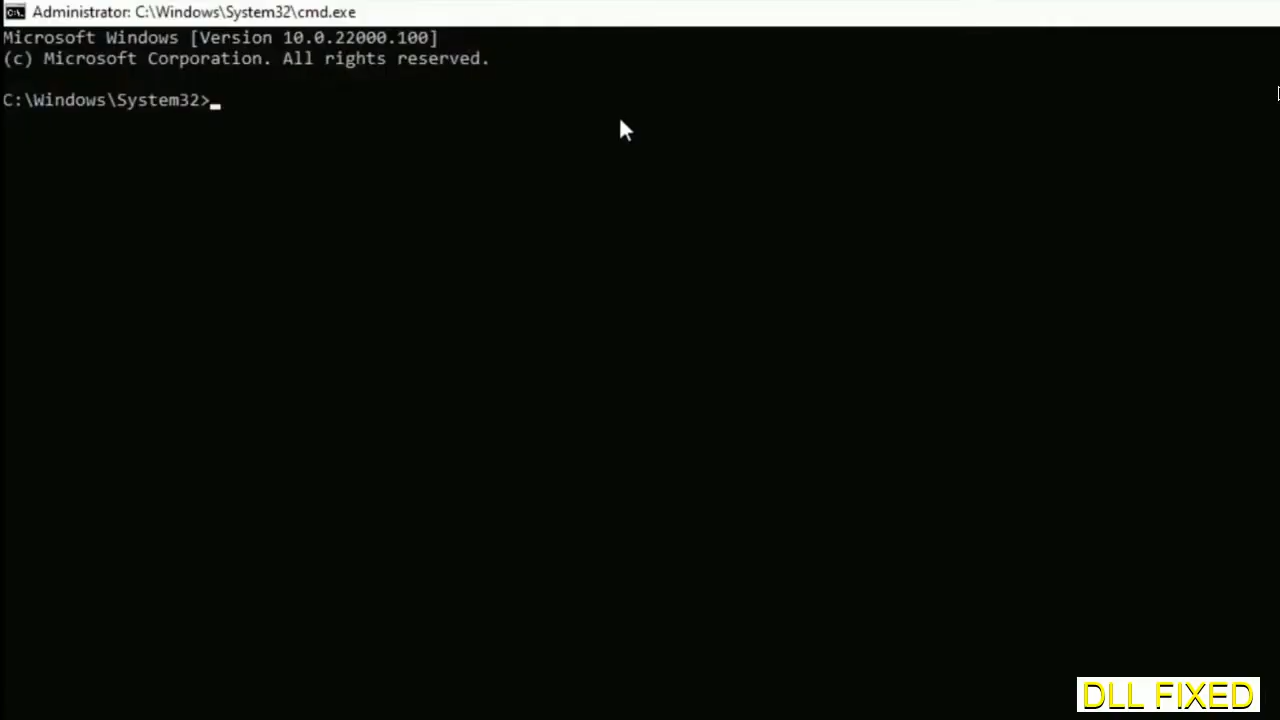 Administrator: C:\Windows\System32\cmd.exe
Microsoft Windows [Version 10.0.22000.100]
(c) Microsoft Corporation. All rights reserved.
C:\Windows\System32>
DLL FIXED